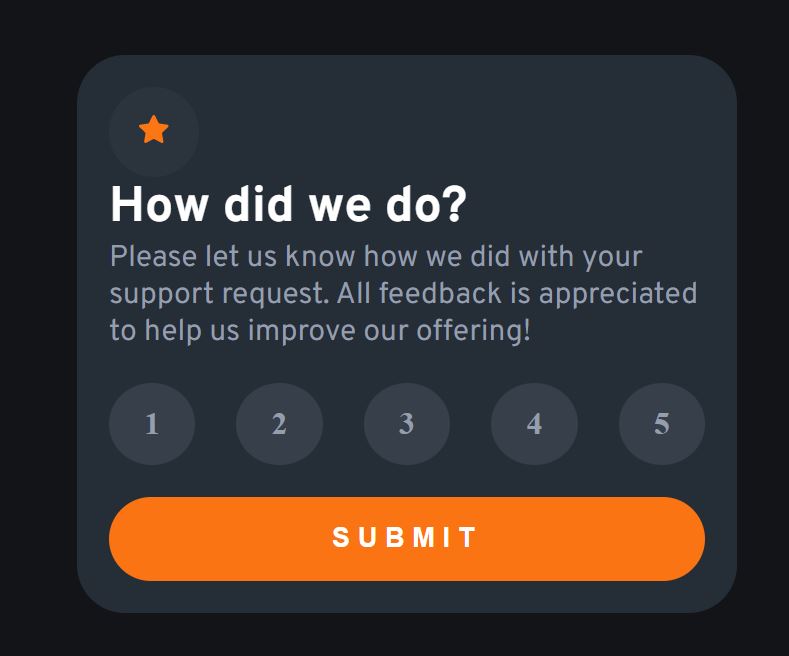 How did we do?
Please let us know how we did with your
support request. All feedback is appreciated
to help us improve our offering!
1 2 3 4 5
SUBMIT